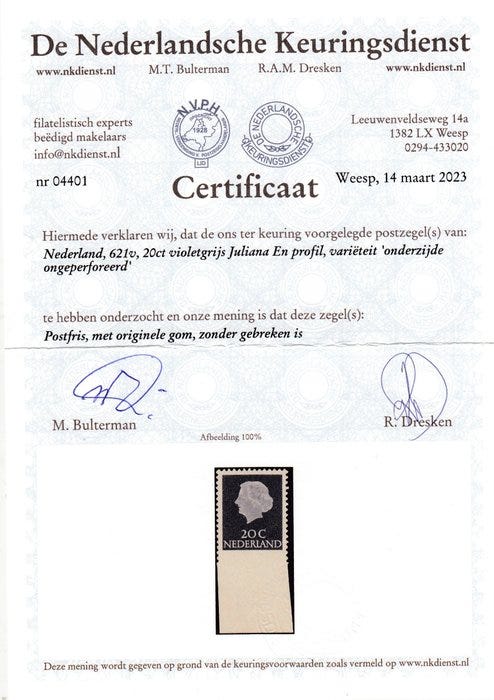 De Nederlandsche Keuringsdienst
www.nkdienst.nl M.T. Bulterman R.A.M. Dresken www.nkdienst.nl
filatelistisch experts
beëdigd makelaars
info@nkdienst.nl
N.V.P.H.
1928
DE NEDERLANDSCHE KEURINGSDIENST
Leeuwenveldseweg 14a
1382 LX Weesp
0294-433020
nr 04401
Certificaat
Weesp, 14 maart 2023
Hiermede verklaren wij, dat de ons ter keuring voorgelegde postzegel(s) van:
Nederland, 621v, 20ct violetgrijs Juliana En profil, variëteit 'onderzijde
ongeperforeerd'
te hebben onderzocht en onze mening is dat deze zegel(s):
Postfris, met originele gom, zonder gebreken is
M. Bulterman
R. Dresken
Afbeelding 100%
20 C
NEDERLAND
Deze mening wordt gegeven op grond van de keuringsvoorwaarden zoals vermeld op www.nkdienst.nl